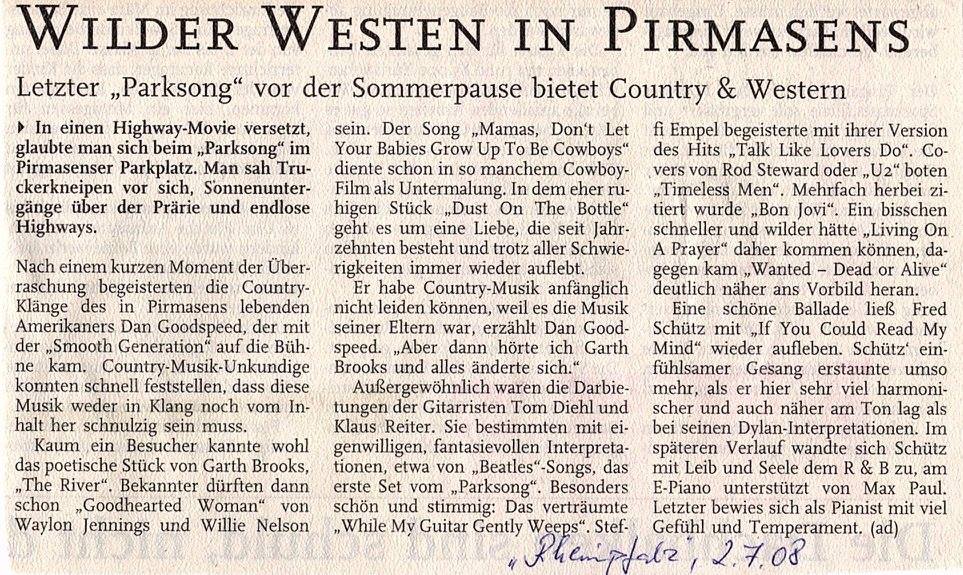 WILDER WESTEN IN PIRMASENS
Letzter „Parksong“ vor der Sommerpause bietet Country & Western
In einen Highway-Movie versetzt,
glaubte man sich beim „Parksong“ im
Pirmasenser Parkplatz. Man sah Tru-
ckerkneipen vor sich, Sonnenunter-
gänge über der Prärie und endlose
Highways.
Nach einem kurzen Moment der Über-
raschung begeisterten die Country-
Klänge des in Pirmasens lebenden
Amerikaners Dan Goodspeed, der mit
der „Smooth Generation“ auf die Büh-
ne kam. Country-Musik-Unkundige
konnten schnell feststellen, dass diese
Musik weder in Klang noch vom In-
halt her schnulzig sein muss.
Kaum ein Besucher kannte wohl
das poetische Stück von Garth Brooks,
„The River“. Bekannter dürften dann
schon „Goodhearted Woman“ von
Waylon Jennings und Willie Nelson
sein. Der Song „Mamas, Don't Let
Your Babies Grow Up To Be Cowboys“
diente schon in so manchem Cowboy-
Film als Untermalung. In dem eher ru-
higen Stück „Dust On The Bottle“
geht es um eine Liebe, die seit Jahr-
zehnten besteht und trotz aller Schwie-
rigkeiten immer wieder auflebt.
Er habe Country-Musik anfänglich
nicht leiden können, weil es die Musik
seiner Eltern war, erzählt Dan Good-
speed. „Aber dann hörte ich Garth
Brooks und alles änderte sich.“
Außergewöhnlich waren die Darbie-
tungen der Gitarristen Tom Diehl und
Klaus Reiter. Sie bestimmten mit ei-
genwilligen, fantasievollen Interpreta-
tionen, etwa von „Beatles“-Songs, das
erste Set vom „Parksong“. Besonders
schön und stimmig: Das verträumte
„While My Guitar Gently Weeps“. Stef-
fi Empel begeisterte mit ihrer Version
des Hits „Talk Like Lovers Do“. Co-
vers von Rod Steward oder „U2“ boten
„Timeless Men“. Mehrfach herbei zi-
tiert wurde „Bon Jovi“. Ein bisschen
schneller und wilder hätte „Living On
A Prayer“ daher kommen können, da-
gegen kam „Wanted – Dead or Alive“
deutlich näher ans Vorbild heran.
Eine schöne Ballade ließ Fred
Schütz mit „If You Could Read My
Mind“ wieder aufleben. Schütz‘ ein-
fühlsamer Gesang erstaunte umso
mehr, als er hier sehr viel harmoni-
scher und auch näher am Ton lag als
bei seinen Dylan-Interpretationen. Im
späteren Verlauf wandte sich Schütz
mit Leib und Seele dem R & B zu, am
E-Piano unterstützt von Max Paul.
Letzter bewies sich als Pianist mit viel
Gefühl und Temperament. (ad)
„Rheinpfalz“, 2.7.08